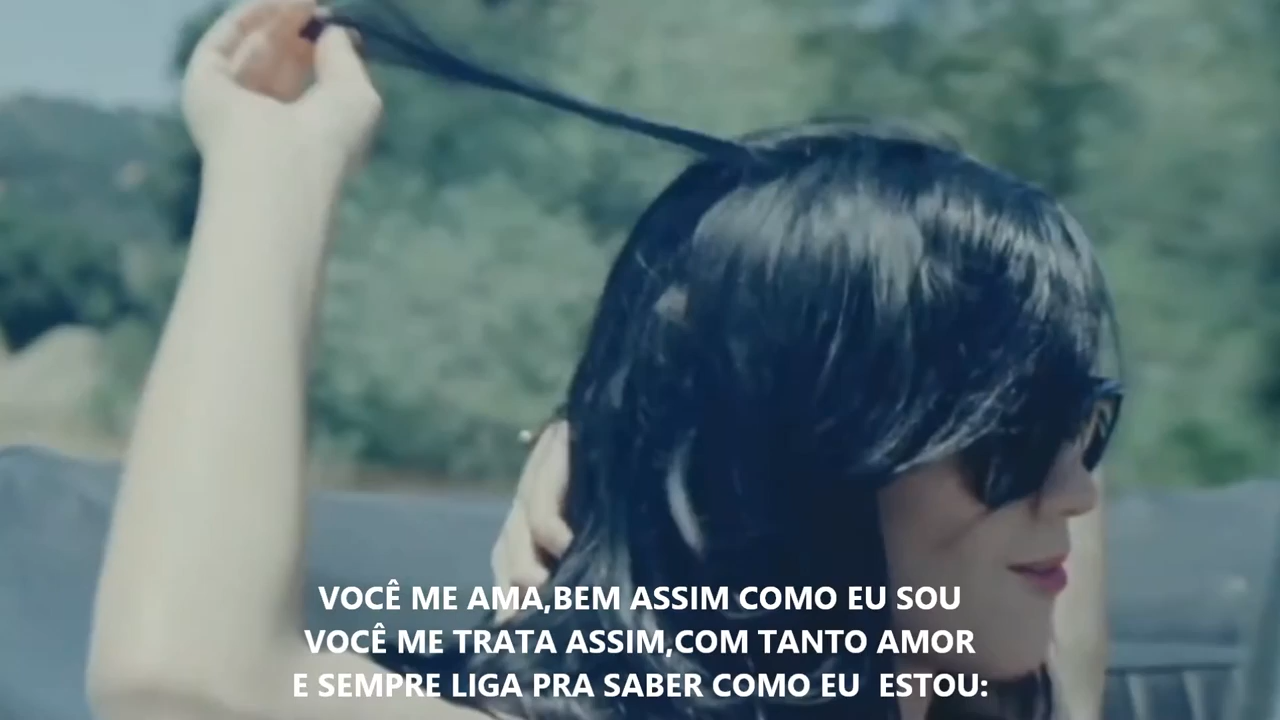 VOCÊ ME AMA,BEM ASSIM COMO EU SOU
VOCÊ ME TRATA ASSIM,COM TANTO AMOR
E SEMPRE LIGA PRA SABER COMO EU  ESTOU: